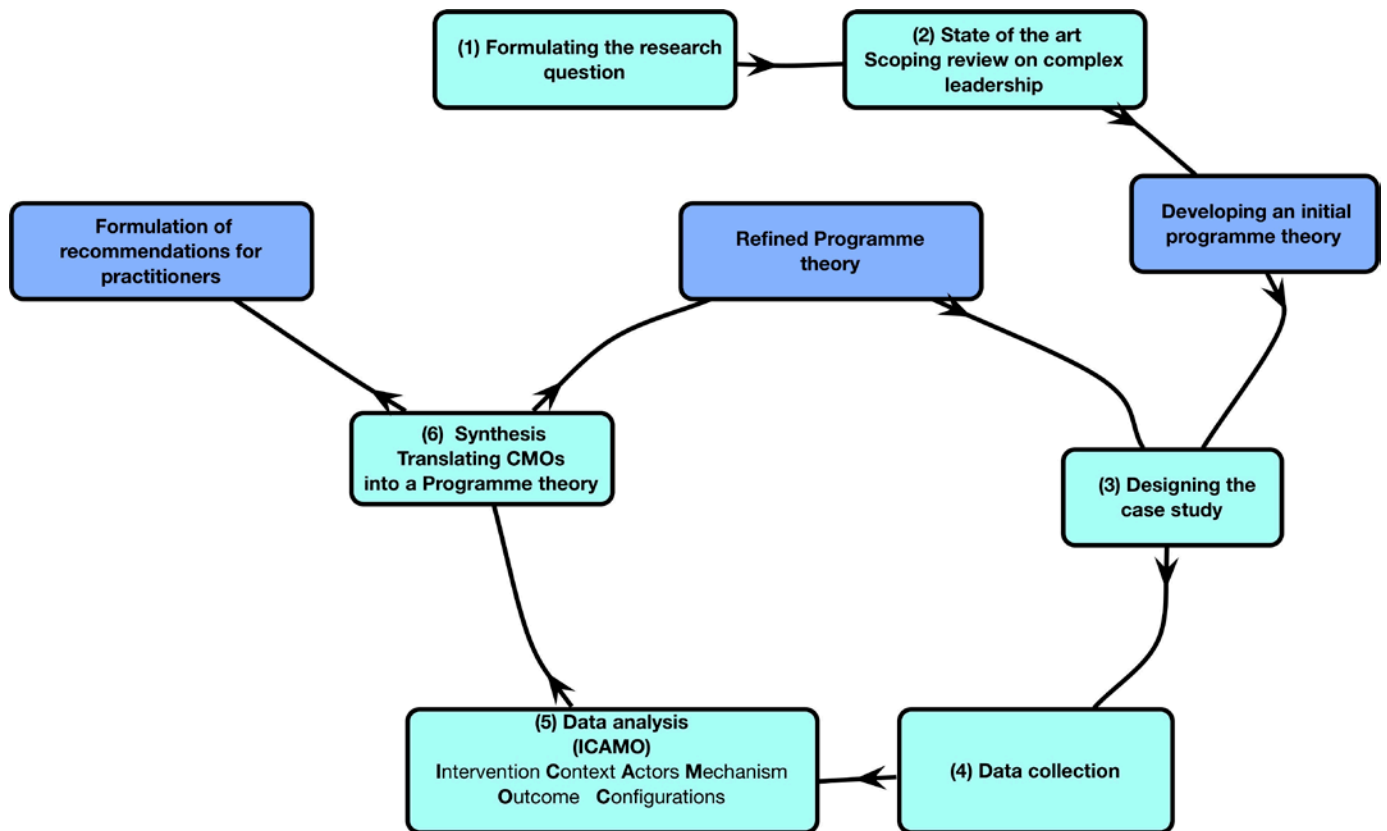 (1) Formulating the research
question
(2) State of the art
Scoping review on complex
leadership
Developing an initial
programme theory
Formulation of
recommendations for
practitioners
Refined Programme
theory
(6) Synthesis
Translating CMOs
into a Programme theory
(3) Designing the
case study
(5) Data analysis
(ICAMO)
Intervention Context Actors Mechanism
Outcome Configurations
(4) Data collection